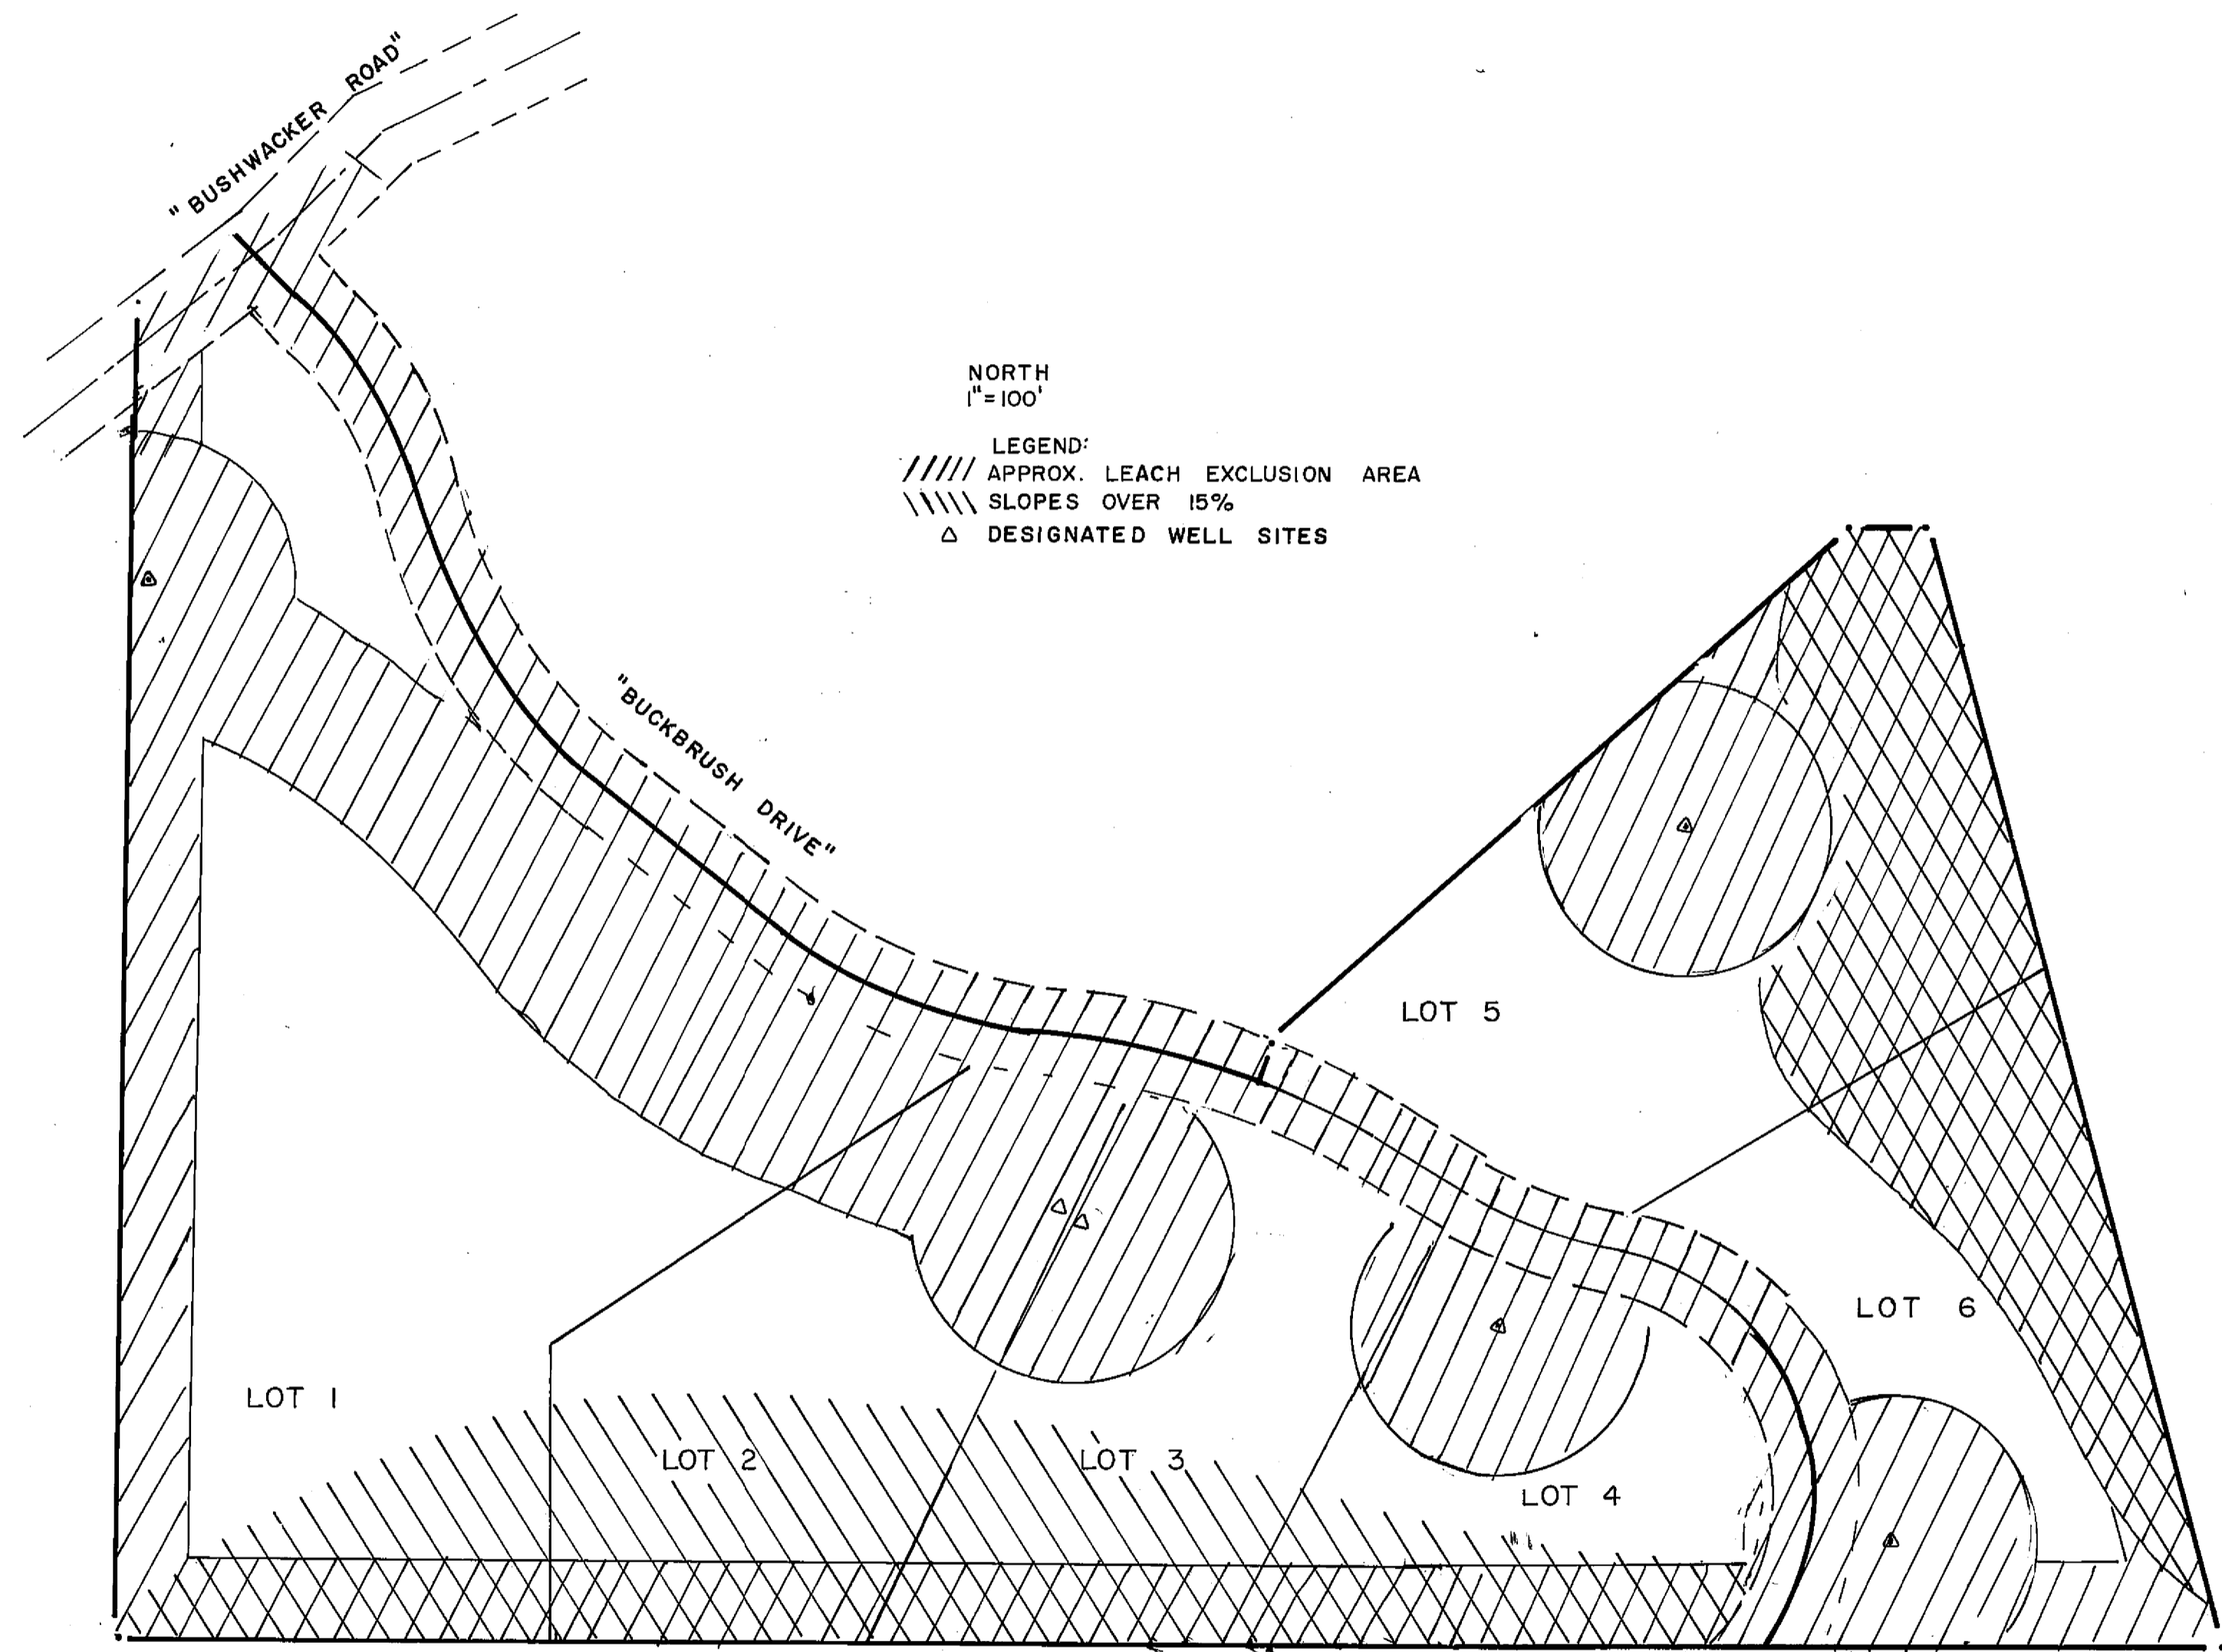 "BUSHWACKER ROAD"
NORTH
1"=100'
LEGEND:
APPROX. LEACH EXCLUSION AREA
SLOPES OVER 15%
DESIGNATED WELL SITES
"BUCKBRUSH DRIVE"
LOT 5
LOT 6
LOT 1
LOT 2
LOT 3
LOT 4